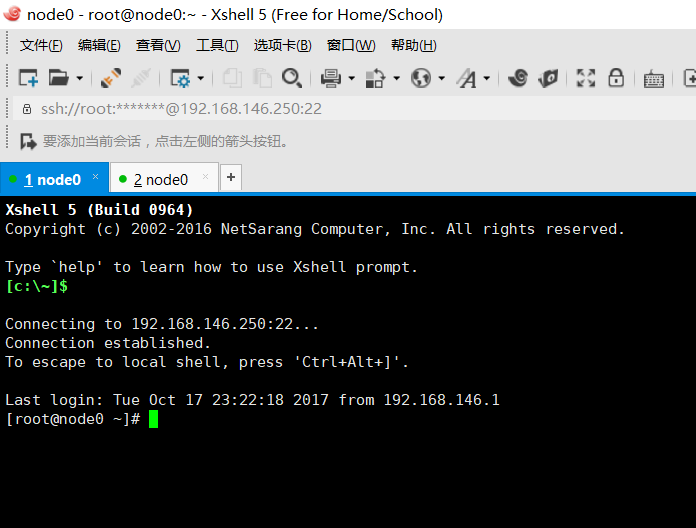 node0 - root@node0:~ - Xshell 5 (Free for Home/School)
文件(F) 编辑(E) 查看(V) 工具(T) 选项卡(B) 窗口(W) 帮助(H)
ssh://root:*******@192.168.146.250:22
要添加当前会话，点击左侧的箭头按钮。
1 node0 × 2 node0 × +
Xshell 5 (Build 0964)
Copyright (c) 2002-2016 NetSarang Computer, Inc. All rights reserved.
Type `help' to learn how to use Xshell prompt.
[c:\~]$
Connecting to 192.168.146.250:22...
Connection established.
To escape to local shell, press 'Ctrl+Alt+]'.
Last login: Tue Oct 17 23:22:18 2017 from 192.168.146.1
[root@node0 ~]#